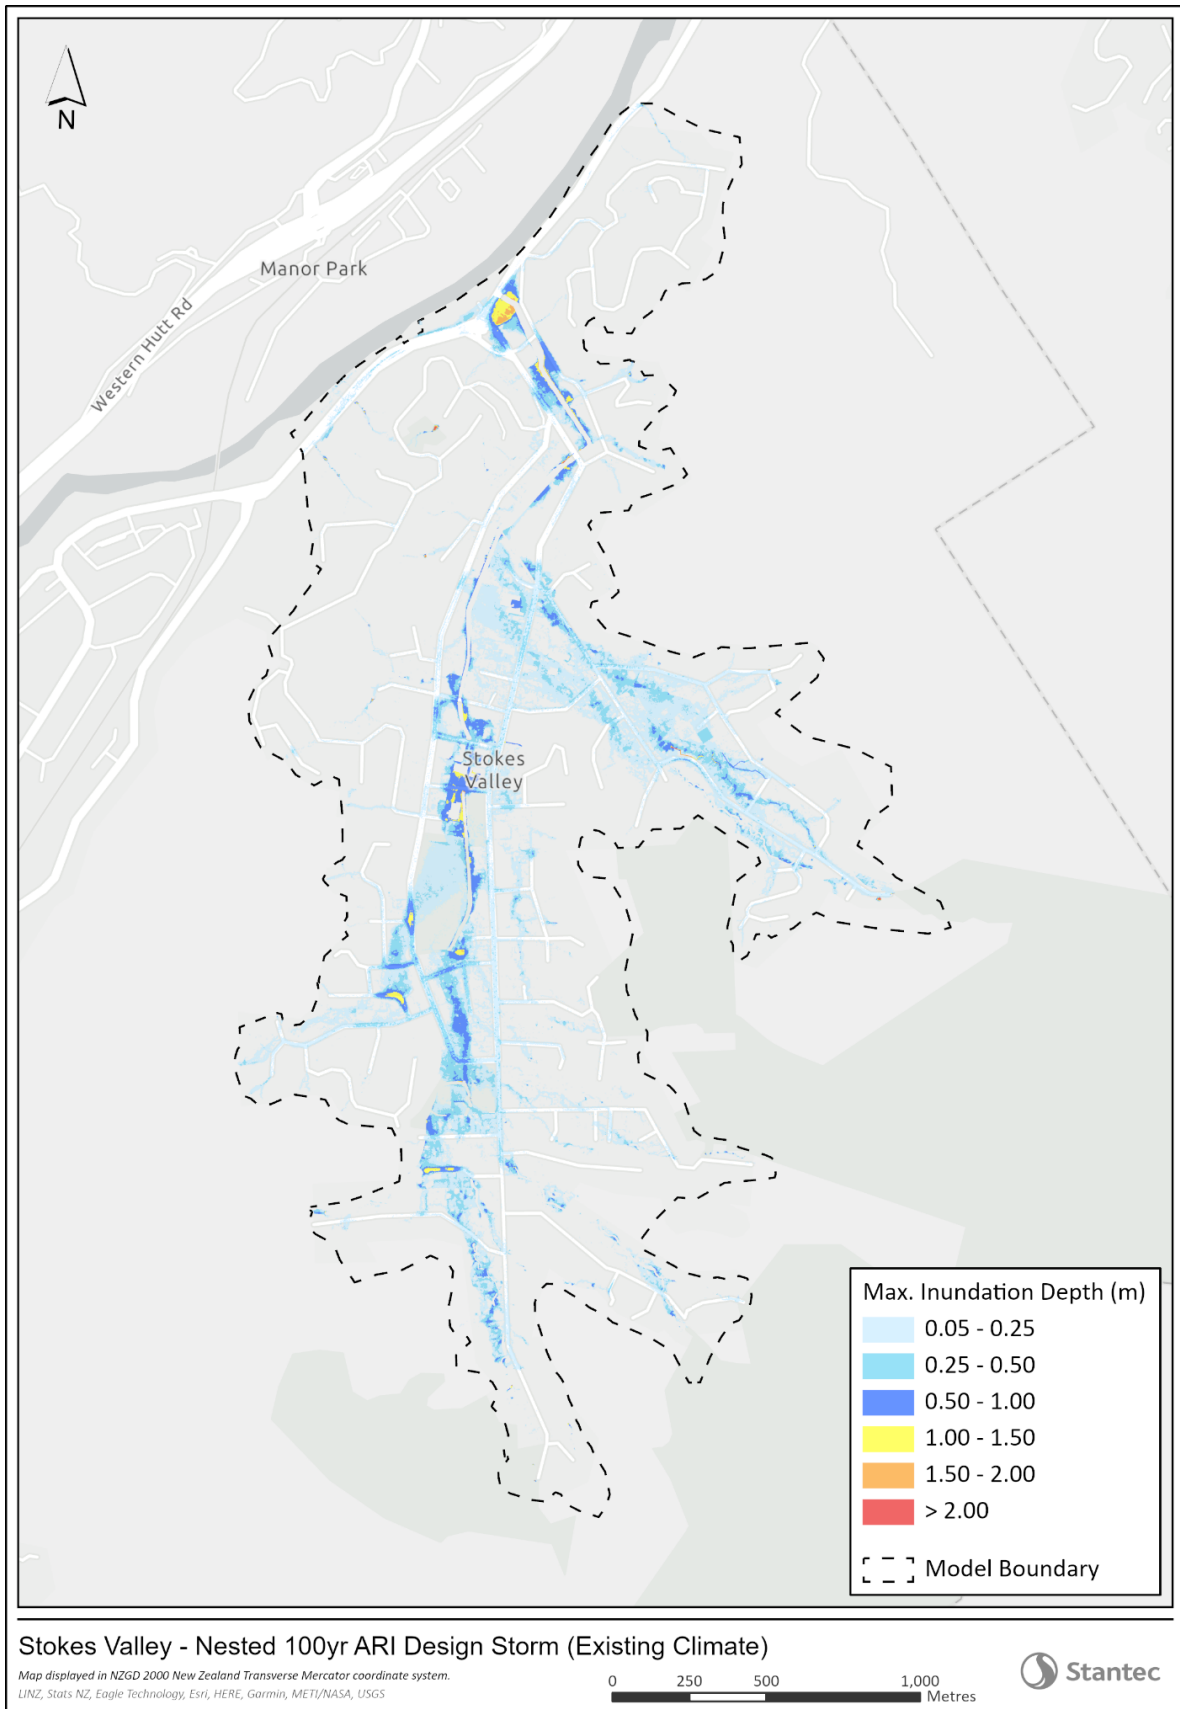 N
Manor Park
Western Hutt Rd
Stokes
Valley
Max. Inundation Depth (m)
0.05 - 0.25
0.25 - 0.50
0.50 - 1.00
1.00 - 1.50
1.50 - 2.00
> 2.00
Model Boundary
Stokes Valley - Nested 100yr ARI Design Storm (Existing Climate)
Map displayed in NZGD 2000 New Zealand Transverse Mercator coordinate system.
LINZ, Stats NZ, Eagle Technology, Esri, HERE, Garmin, METI/NASA, USGS
0 250 500 1,000
Metres
Stantec